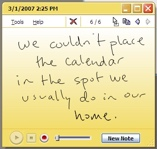 3/1/2007 2:25 PM
Tools Help 6/6
we couldn't place
the calendar
in the spot we
usually do in our
home.
New Note